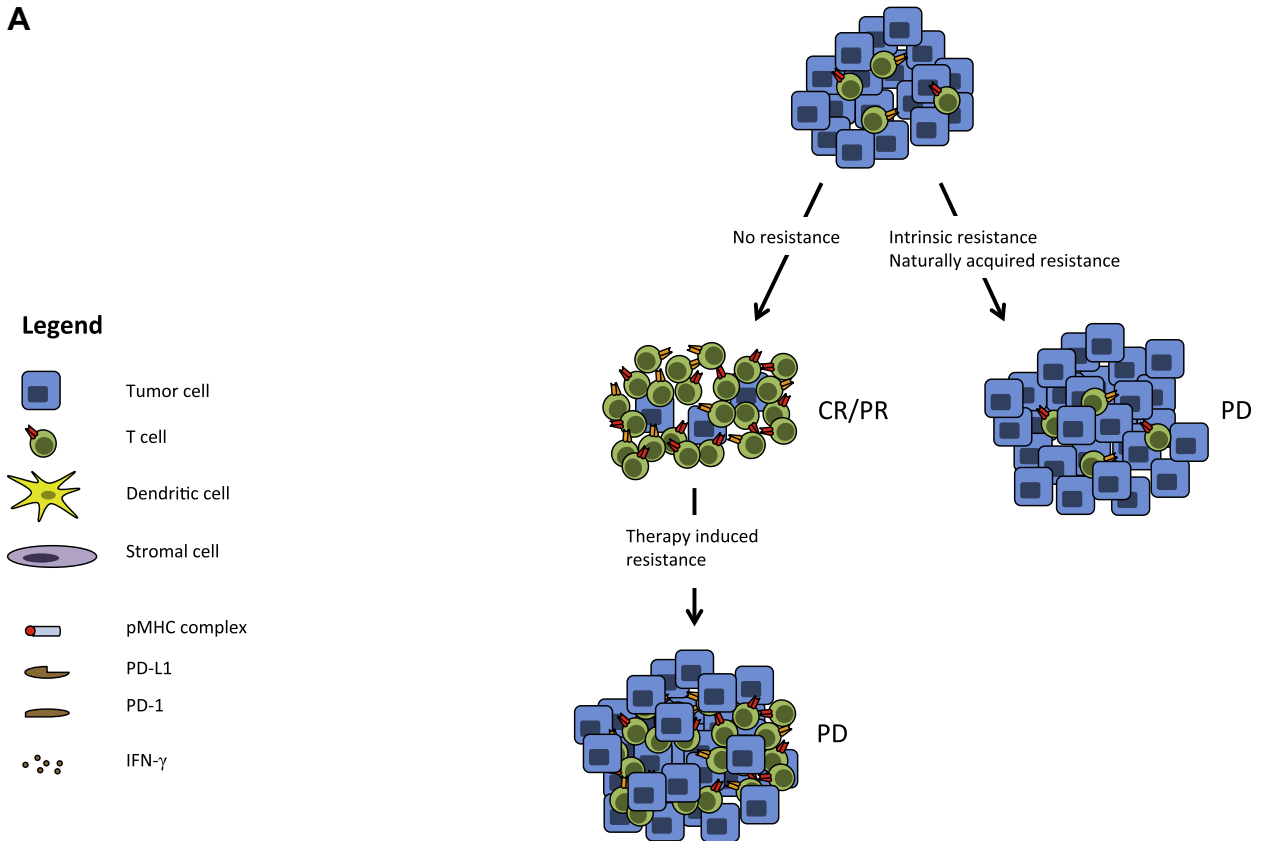 A
No resistance
Intrinsic resistance
Naturally acquired resistance
Legend
Tumor cell
T cell
Dendritic cell
Stromal cell
pMHC complex
PD-L1
PD-1
IFN-γ
CR/PR
PD
Therapy induced
resistance
PD